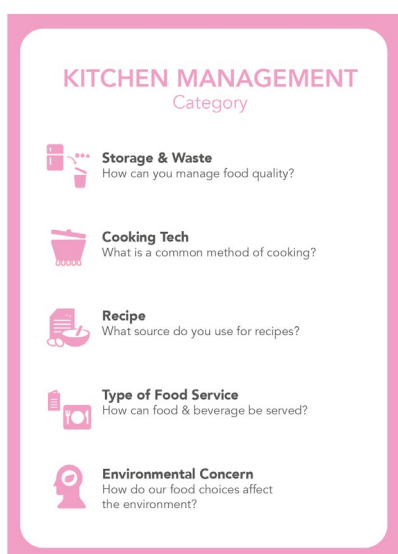 KITCHEN MANAGEMENT
Category
Storage & Waste
How can you manage food quality?
Cooking Tech
What is a common method of cooking?
Recipe
What source do you use for recipes?
Type of Food Service
How can food & beverage be served?
Environmental Concern
How do our food choices affect
the environment?